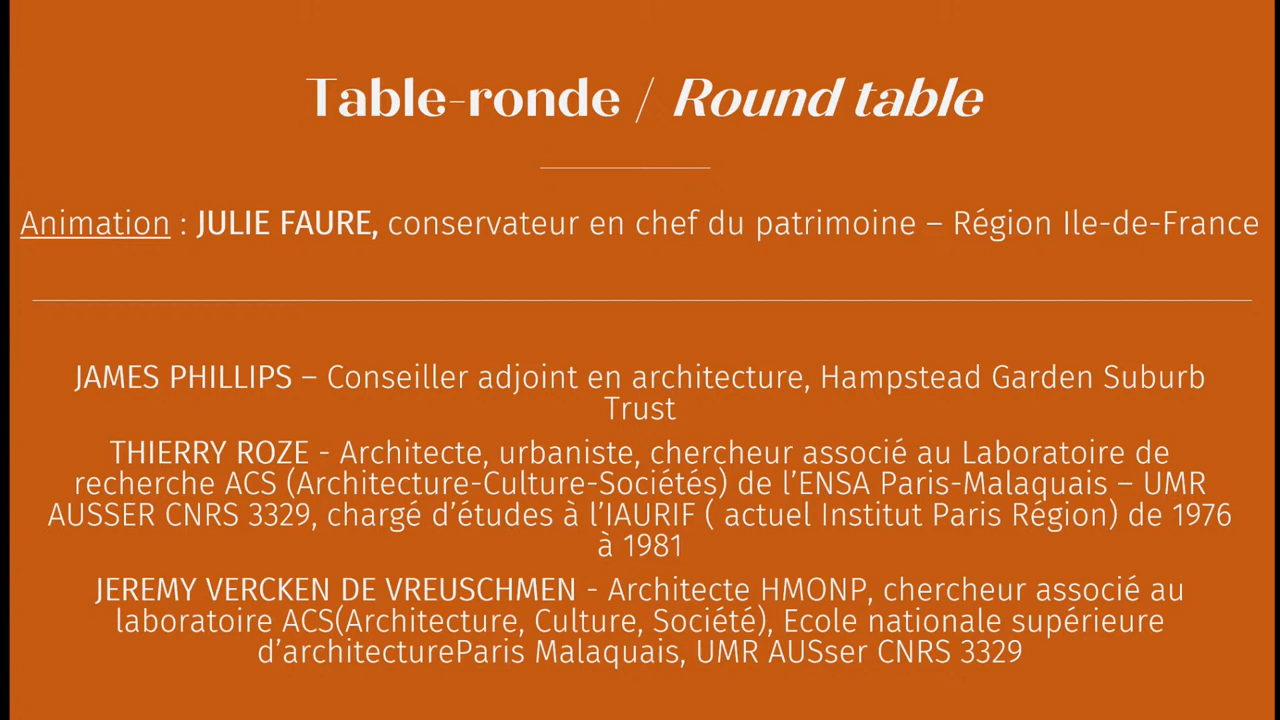 Table-ronde / Round table
Animation : JULIE FAURE, conservateur en chef du patrimoine – Région Ile-de-France
JAMES PHILLIPS – Conseiller adjoint en architecture, Hampstead Garden Suburb
Trust
THIERRY ROZE - Architecte, urbaniste, chercheur associé au Laboratoire de
recherche ACS (Architecture-Culture-Sociétés) de l’ENSA Paris-Malaquais – UMR
AUSSER CNRS 3329, chargé d’études à l’IAURIF ( actuel Institut Paris Région) de 1976
à 1981
JEREMY VERCKEN DE VREUSCHMEN - Architecte HMONP, chercheur associé au
laboratoire ACS(Architecture, Culture, Société), Ecole nationale supérieure
d’architectureParis Malaquais, UMR AUSser CNRS 3329